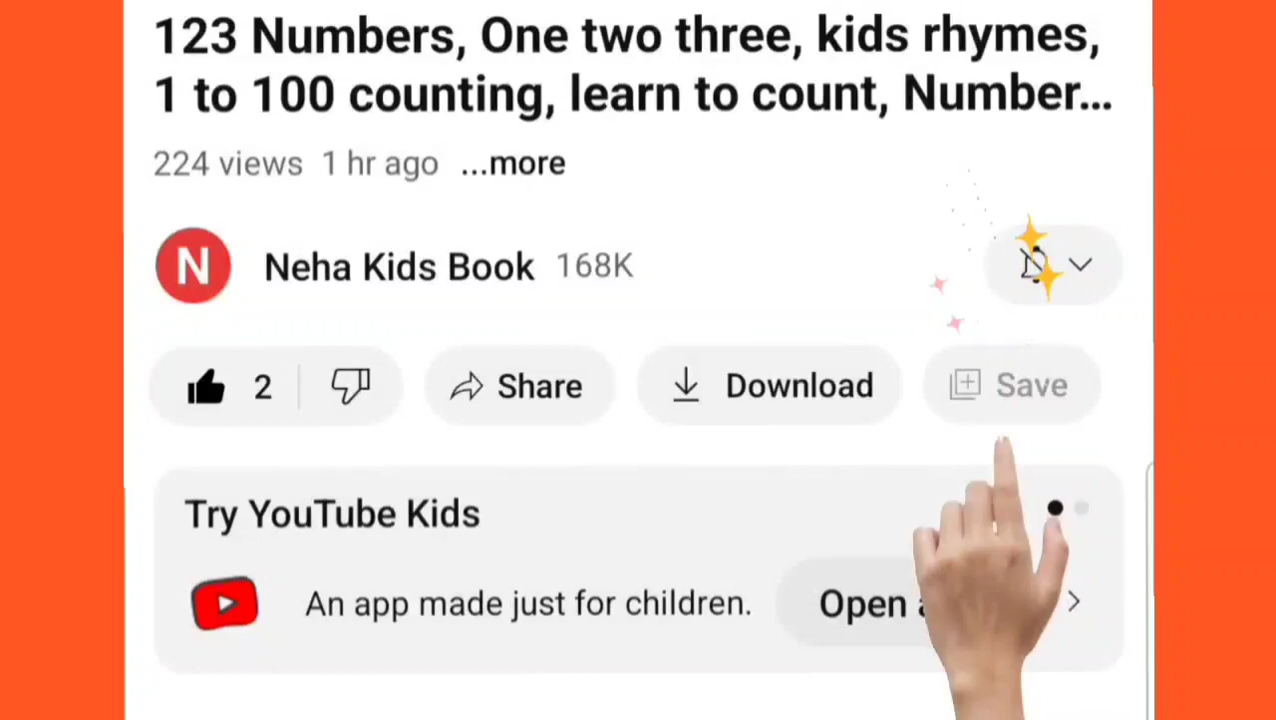 123 Numbers, One two three, kids rhymes,
1 to 100 counting, learn to count, Number...
224 views 1 hr ago ...more
N Neha Kids Book 168K
2 Share Download Save
Try YouTube Kids
An app made just for children. Open